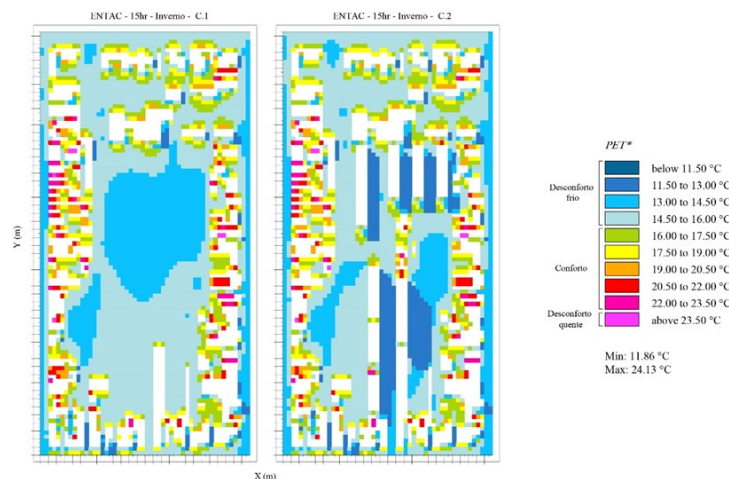 ENTAC - 15hr - Inverno - C.1
ENTAC - 15hr - Inverno - C.2
Y (m)
X (m)
PET*
Desconforto frio
below 11.50 °C
11.50 to 13.00 °C
13.00 to 14.50 °C
14.50 to 16.00 °C
Conforto
16.00 to 17.50 °C
17.50 to 19.00 °C
19.00 to 20.50 °C
20.50 to 22.00 °C
22.00 to 23.50 °C
Desconforto quente
above 23.50 °C
Min: 11.86 °C
Max: 24.13 °C